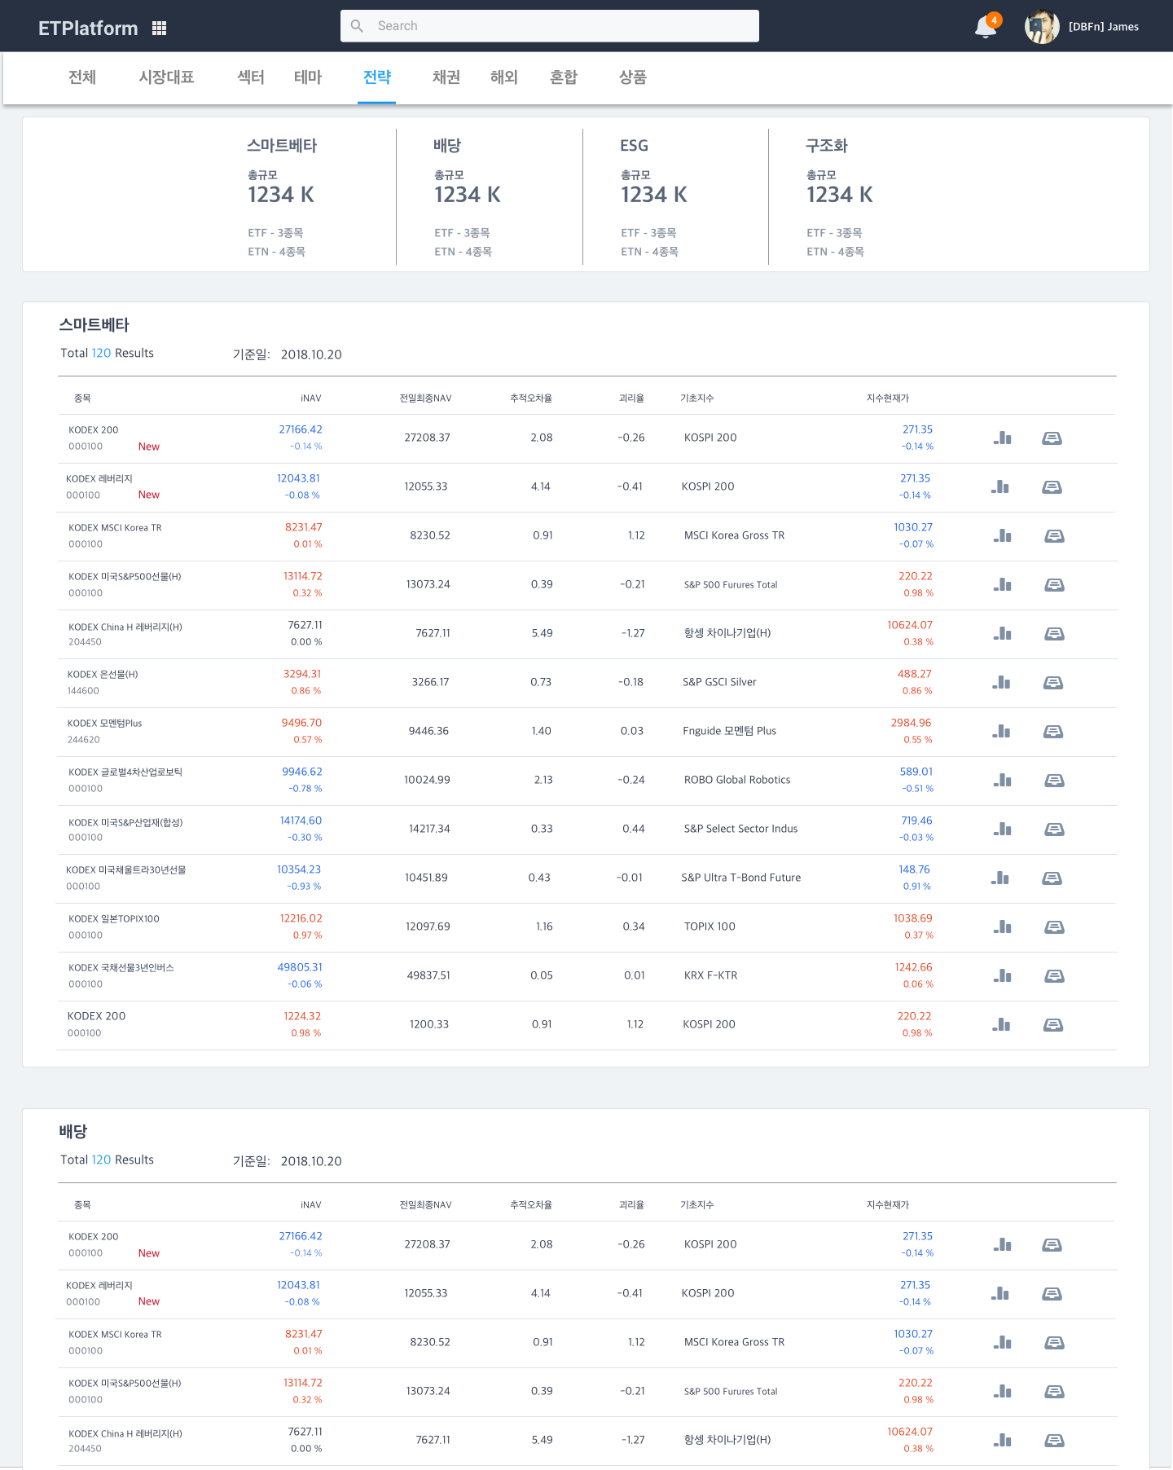 ETPlatform
Search
4
[DBFn] James
전체 시장대표 섹터 테마 전략 채권 해외 혼합 상품
스마트베타 배당 ESG 구조화
총규모 총규모 총규모 총규모
1234 K 1234 K 1234 K 1234 K
ETF - 3종목 ETF - 3종목 ETF - 3종목 ETF - 3종목
ETN - 4종목 ETN - 4종목 ETN - 4종목 ETN - 4종목
스마트베타
Total 120 Results 기준일: 2018.10.20
종목 iNAV 전일최종NAV 추적오차율 괴리율 기초지수 지수현재가
KODEX 200 27166.42 27208.37 2.08 -0.26 KOSPI 200 271.35
000100 New -0.14 % -0.14 %
KODEX 레버리지 12043.81 12055.33 4.14 -0.41 KOSPI 200 271.35
000100 New -0.08 % -0.14 %
KODEX MSCI Korea TR 8231.47 8230.52 0.91 1.12 MSCI Korea Gross TR 1030.27
000100 0.01 % -0.07 %
KODEX 미국S&P500선물(H) 13114.72 13073.24 0.39 -0.21 S&P 500 Furures Total 220.22
000100 0.32 % 0.98 %
KODEX China H 레버리지(H) 7627.11 7627.11 5.49 -1.27 항셍 차이나기업(H) 10624.07
204450 0.00 % 0.38 %
KODEX 은선물(H) 3294.31 3266.17 0.73 -0.18 S&P GSCI Silver 488.27
144600 0.86 % 0.86 %
KODEX 모멘텀Plus 9496.70 9446.36 1.40 0.03 Fnguide 모멘텀 Plus 2984.96
244620 0.57 % 0.55 %
KODEX 글로벌4차산업로보틱 9946.62 10024.99 2.13 -0.24 ROBO Global Robotics 589.01
000100 -0.78 % -0.51 %
KODEX 미국S&P산업재(합성) 14174.60 14217.34 0.33 0.44 S&P Select Sector Indus 719.46
000100 -0.30 % -0.03 %
KODEX 미국채울트라30년선물 10354.23 10451.89 0.43 -0.01 S&P Ultra T-Bond Future 148.76
000100 -0.93 % 0.91 %
KODEX 일본TOPIX100 12216.02 12097.69 1.16 0.34 TOPIX 100 1038.69
000100 0.97 % 0.37 %
KODEX 국채선물3년인버스 49805.31 49837.51 0.05 0.01 KRX F-KTR 1242.66
000100 -0.06 % 0.06 %
KODEX 200 1224.32 1200.33 0.91 1.12 KOSPI 200 220.22
000100 0.98 % 0.98 %
배당
Total 120 Results 기준일: 2018.10.20
종목 iNAV 전일최종NAV 추적오차율 괴리율 기초지수 지수현재가
KODEX 200 27166.42 27208.37 2.08 -0.26 KOSPI 200 271.35
000100 New -0.14 % -0.14 %
KODEX 레버리지 12043.81 12055.33 4.14 -0.41 KOSPI 200 271.35
000100 New -0.08 % -0.14 %
KODEX MSCI Korea TR 8231.47 8230.52 0.91 1.12 MSCI Korea Gross TR 1030.27
000100 0.01 % -0.07 %
KODEX 미국S&P500선물(H) 13114.72 13073.24 0.39 -0.21 S&P 500 Furures Total 220.22
000100 0.32 % 0.98 %
KODEX China H 레버리지(H) 7627.11 7627.11 5.49 -1.27 항셍 차이나기업(H) 10624.07
204450 0.00 % 0.38 %